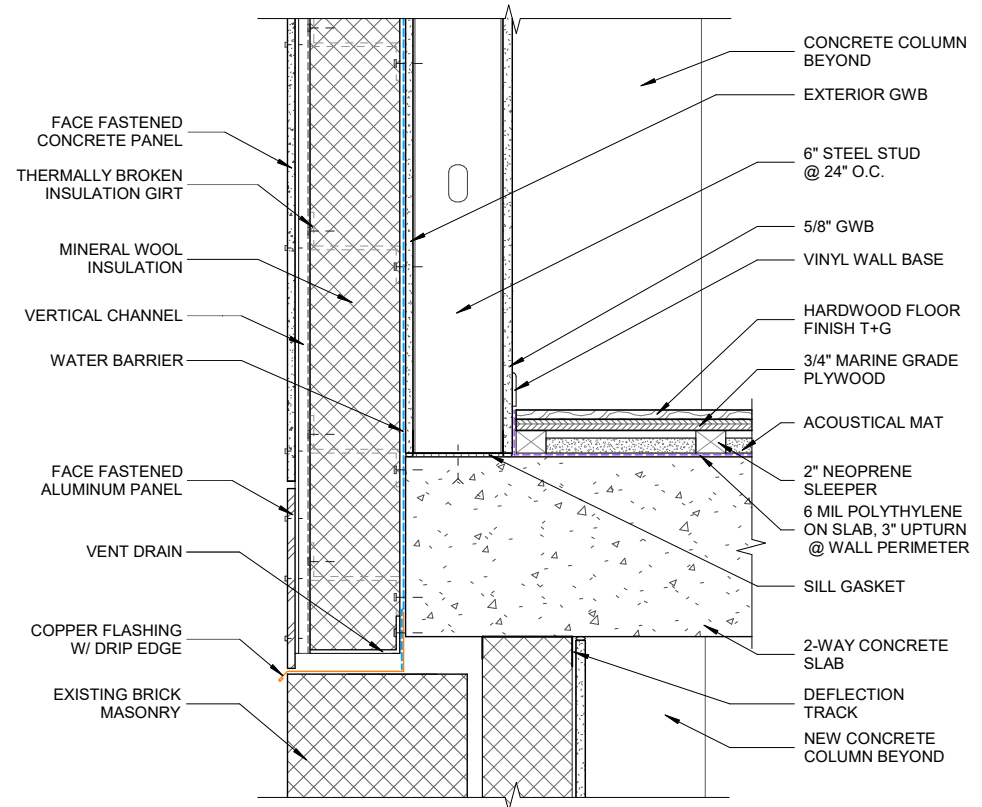 FACE FASTENED
CONCRETE PANEL
THERMALLY BROKEN
INSULATION GIRT
MINERAL WOOL
INSULATION
VERTICAL CHANNEL
WATER BARRIER
FACE FASTENED
ALUMINUM PANEL
VENT DRAIN
COPPER FLASHING
W/ DRIP EDGE
EXISTING BRICK
MASONRY
CONCRETE COLUMN
BEYOND
EXTERIOR GWB
6" STEEL STUD
@ 24" O.C.
5/8" GWB
VINYL WALL BASE
HARDWOOD FLOOR
FINISH T+G
3/4" MARINE GRADE
PLYWOOD
ACOUSTICAL MAT
2" NEOPRENE
SLEEPER
6 MIL POLYTHYLENE
ON SLAB, 3" UPTURN
@ WALL PERIMETER
SILL GASKET
2-WAY CONCRETE
SLAB
DEFLECTION
TRACK
NEW CONCRETE
COLUMN BEYOND